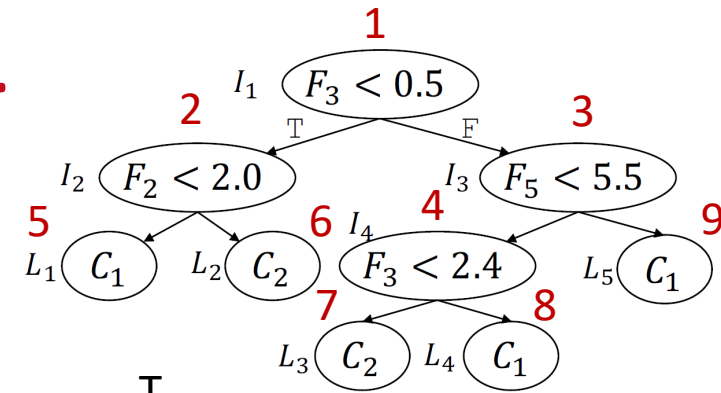 1
I₁ F₃ < 0.5
T F
2 3
I₂ F₂ < 2.0
I₃ F₅ < 5.5
5 6 4 9
L₁ C₁
L₂ C₂
I₄ F₃ < 2.4
L₅ C₁
7 8
L₃ C₂
L₄ C₁